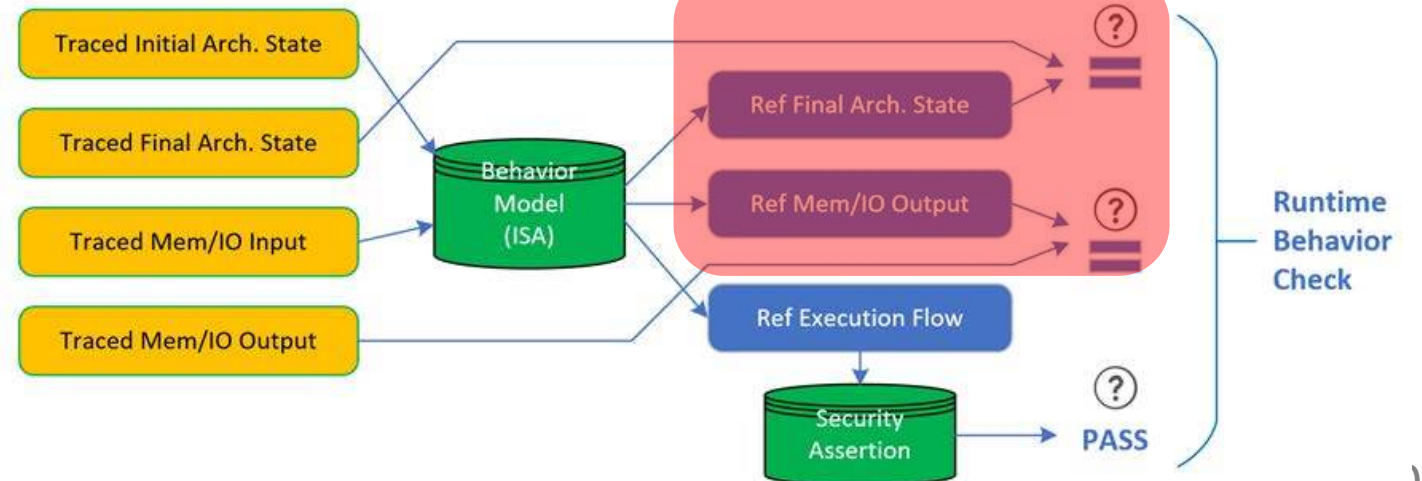 Traced Initial Arch. State
Traced Final Arch. State
Traced Mem/IO Input
Traced Mem/IO Output
Behavior
Model
(ISA)
Ref Final Arch. State
Ref Mem/IO Output
Ref Execution Flow
Security
Assertion
?
?
?
PASS
Runtime
Behavior
Check